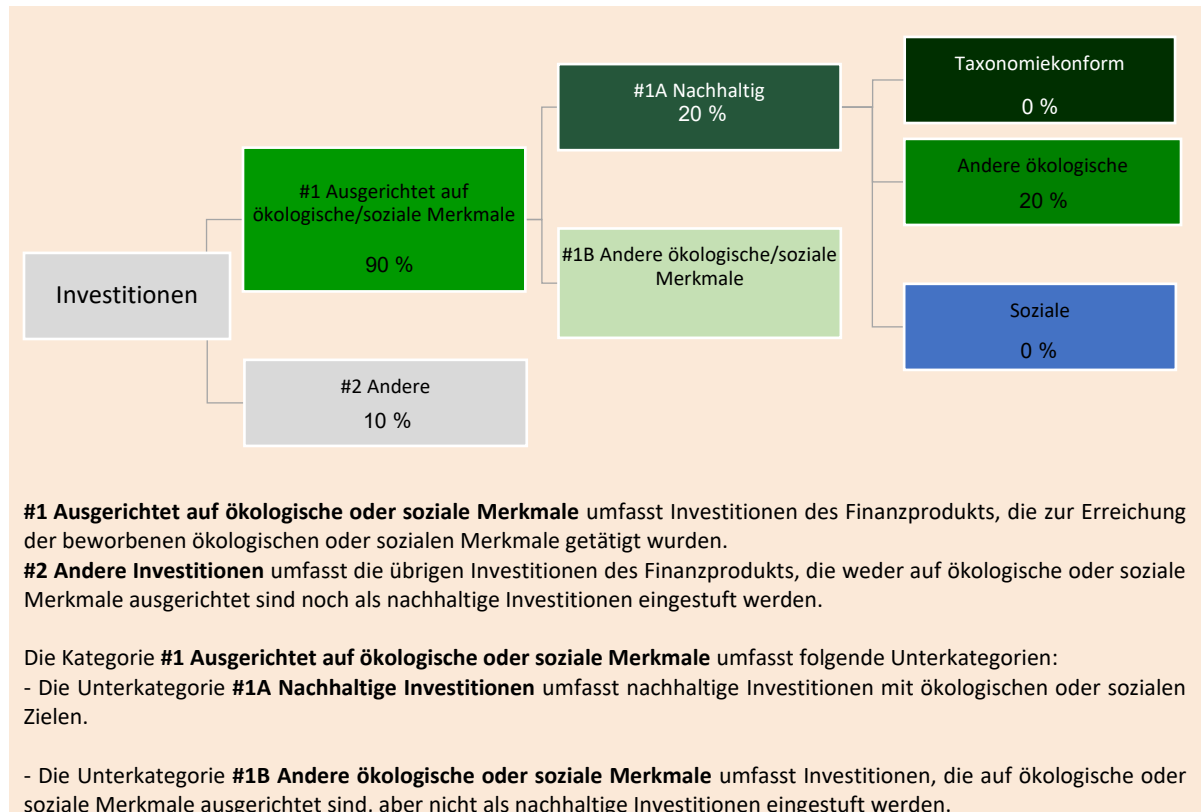 Taxonomiekonform
0 %
#1A Nachhaltig
20 %
Andere ökologische
20 %
#1 Ausgerichtet auf
ökologische/soziale Merkmale
90 %
#1B Andere ökologische/soziale
Merkmale
Investitionen
Soziale
0 %
#2 Andere
10 %
#1 Ausgerichtet auf ökologische oder soziale Merkmale umfasst Investitionen des Finanzprodukts, die zur Erreichung
der beworbenen ökologischen oder sozialen Merkmale getätigt wurden.
#2 Andere Investitionen umfasst die übrigen Investitionen des Finanzprodukts, die weder auf ökologische oder soziale
Merkmale ausgerichtet sind noch als nachhaltige Investitionen eingestuft werden.
Die Kategorie #1 Ausgerichtet auf ökologische oder soziale Merkmale umfasst folgende Unterkategorien:
- Die Unterkategorie #1A Nachhaltige Investitionen umfasst nachhaltige Investitionen mit ökologischen oder sozialen
Zielen.
- Die Unterkategorie #1B Andere ökologische oder soziale Merkmale umfasst Investitionen, die auf ökologische oder
soziale Merkmale ausgerichtet sind, aber nicht als nachhaltige Investitionen eingestuft werden.